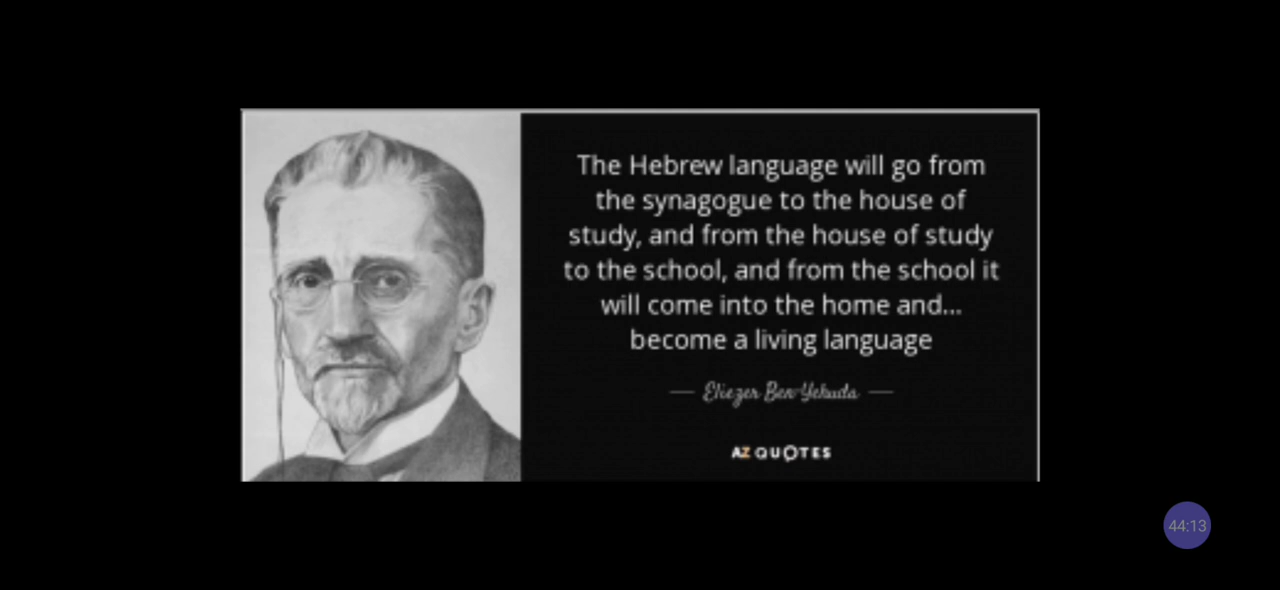 The Hebrew language will go from
the synagogue to the house of
study, and from the house of study
to the school, and from the school it
will come into the home and...
become a living language
— Eliezer Ben-Yehuda —
AZ QUOTES
44:13